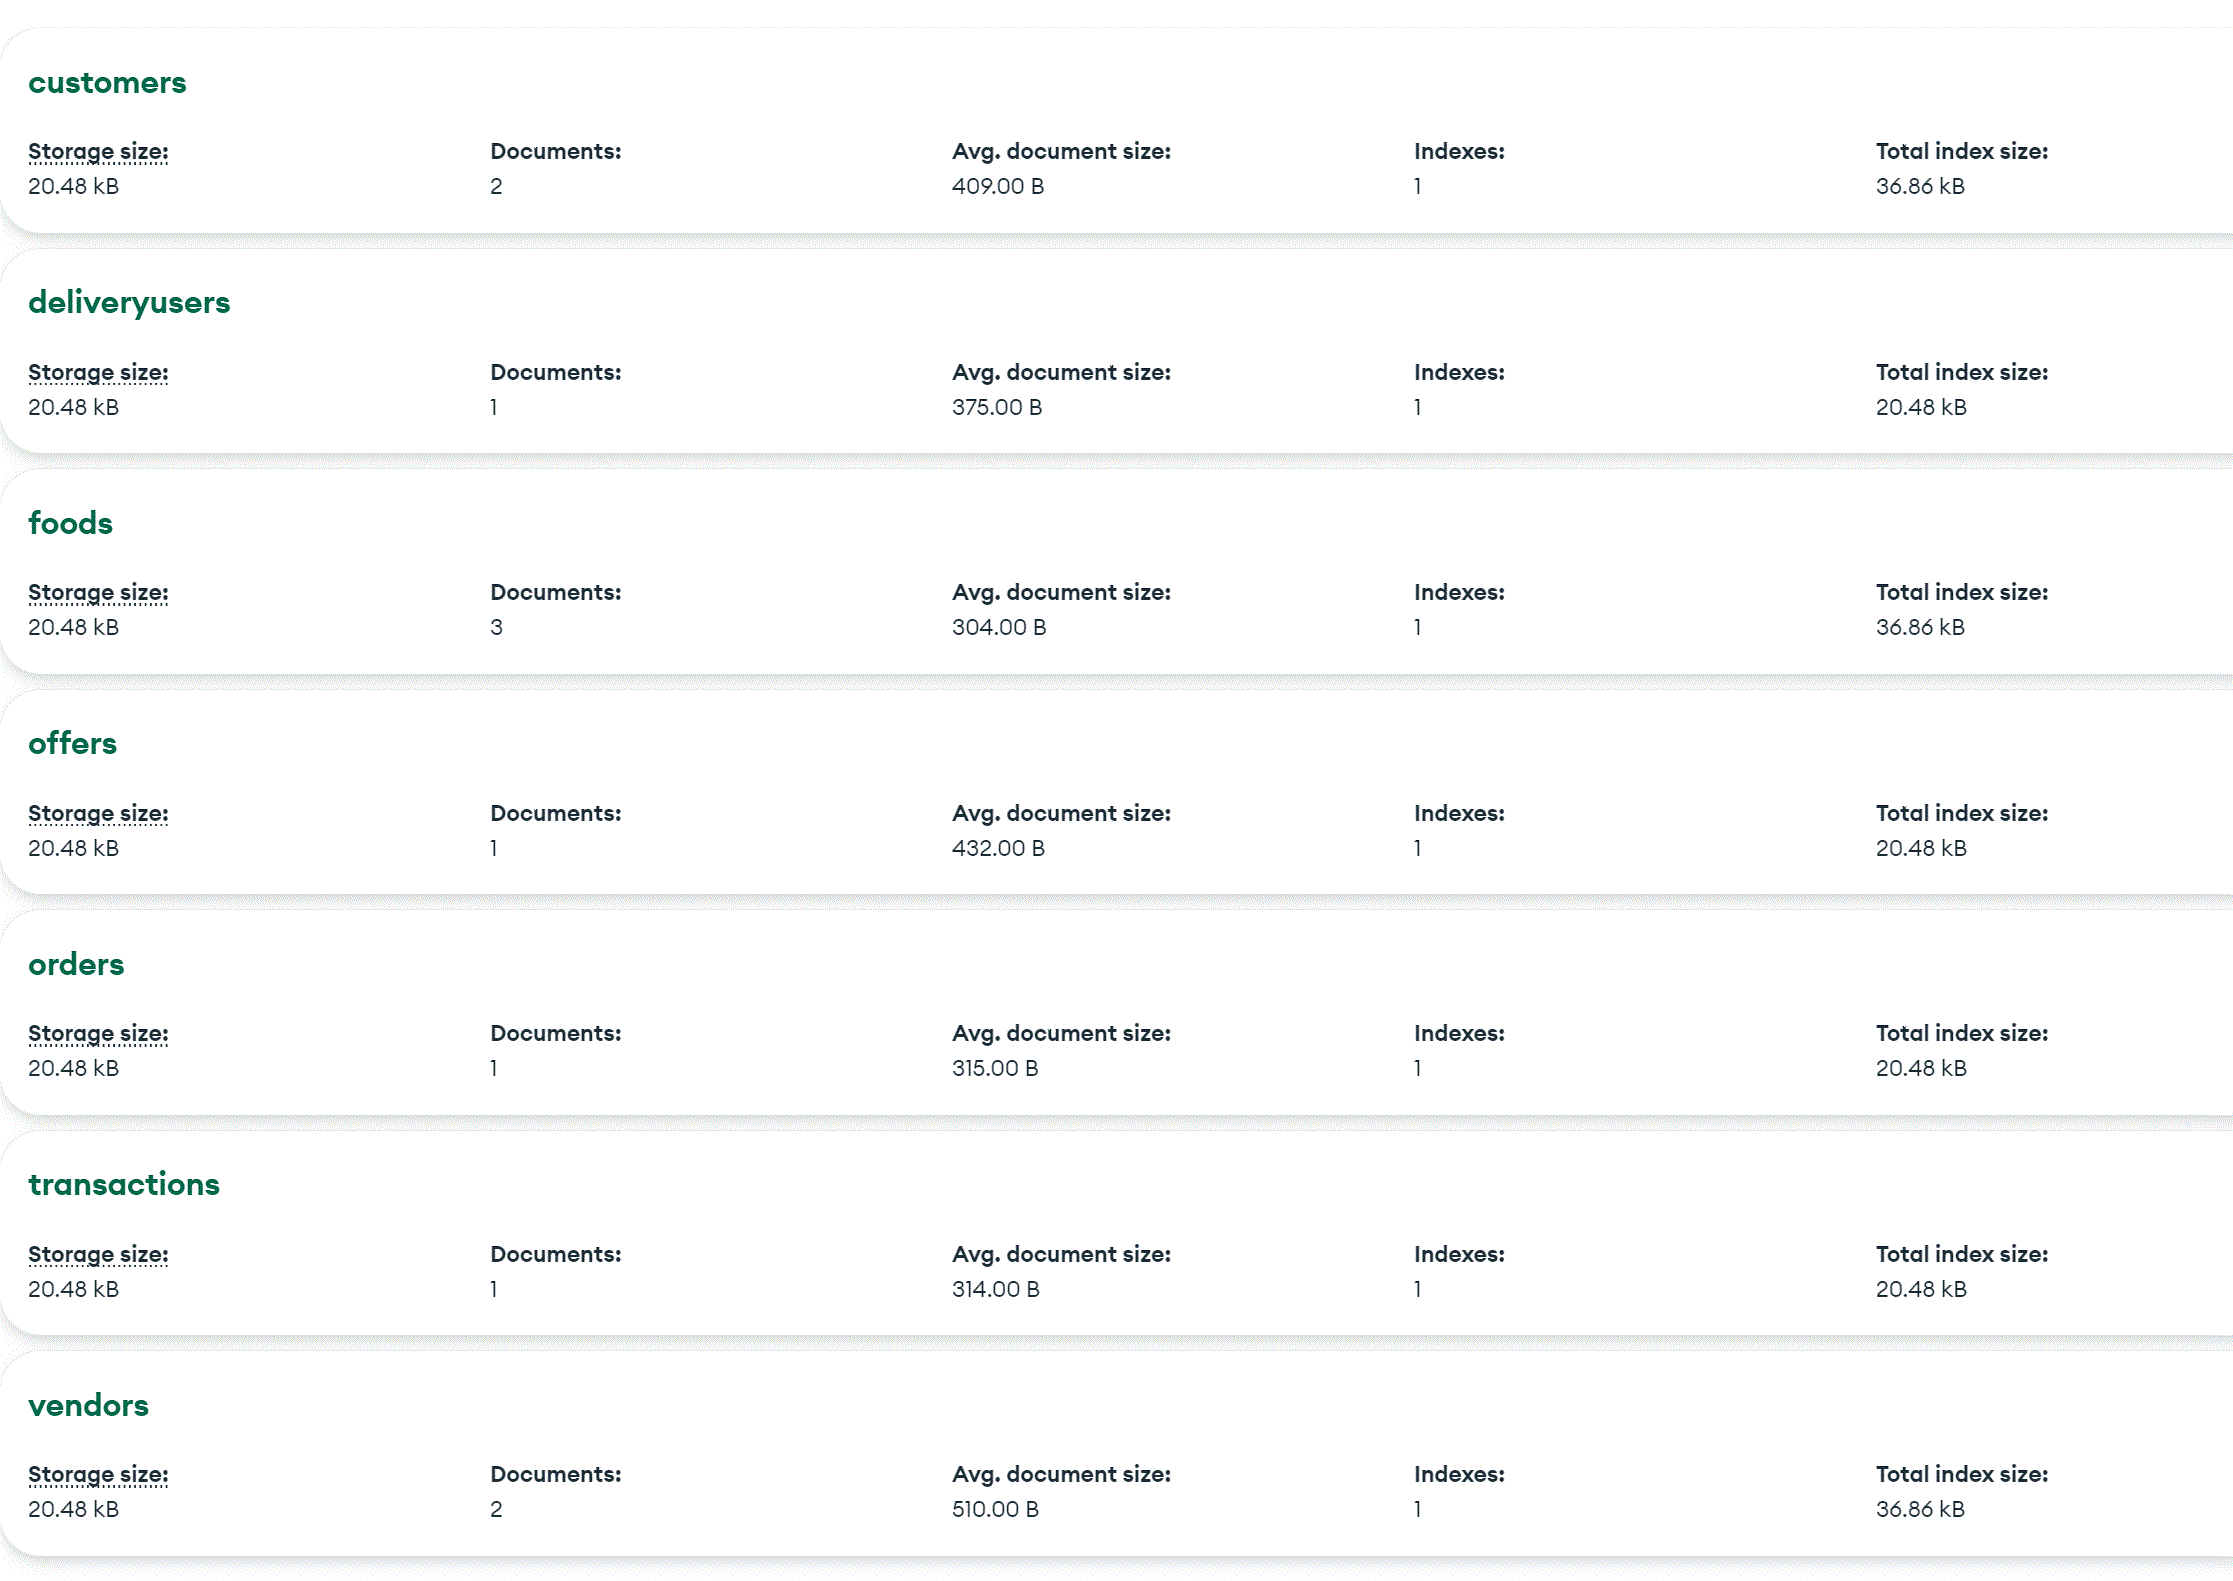 customers
Storage size: Documents: Avg. document size: Indexes: Total index size:
20.48 kB 2 409.00 B 1 36.86 kB
deliveryusers
Storage size: Documents: Avg. document size: Indexes: Total index size:
20.48 kB 1 375.00 B 1 20.48 kB
foods
Storage size: Documents: Avg. document size: Indexes: Total index size:
20.48 kB 3 304.00 B 1 36.86 kB
offers
Storage size: Documents: Avg. document size: Indexes: Total index size:
20.48 kB 1 432.00 B 1 20.48 kB
orders
Storage size: Documents: Avg. document size: Indexes: Total index size:
20.48 kB 1 315.00 B 1 20.48 kB
transactions
Storage size: Documents: Avg. document size: Indexes: Total index size:
20.48 kB 1 314.00 B 1 20.48 kB
vendors
Storage size: Documents: Avg. document size: Indexes: Total index size:
20.48 kB 2 510.00 B 1 36.86 kB